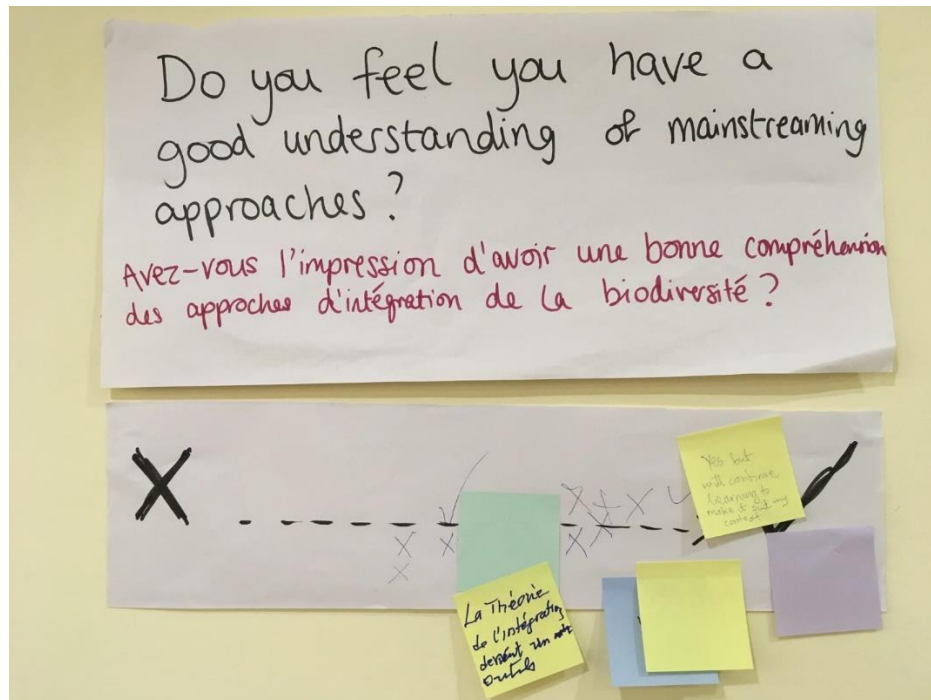 Do you feel you have a
good understanding of mainstreaming
approaches?
Avez-vous l'impression d'avoir une bonne compréhension
des approches d'intégration de la biodiversité?
X
Yes but
will continue
learning to
make it suit my
context
X X X
X X X
X
La Théorie
de l'intégration
devient un
outils